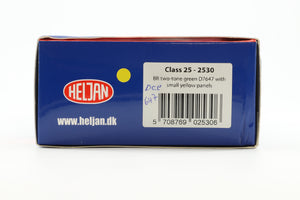 HELJAN
www.heljan.dk
Class 25 - 2530
BR two-tone green D7647 with
small yellow panels
DCC
5 708769 025306